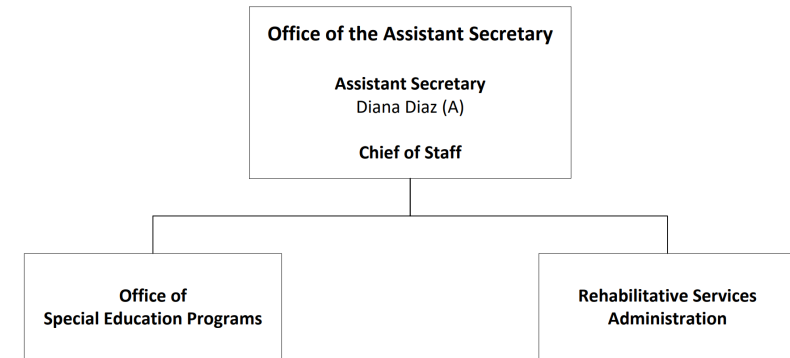 Office of the Assistant Secretary
Assistant Secretary
Diana Diaz (A)
Chief of Staff
Office of
Special Education Programs
Rehabilitative Services
Administration